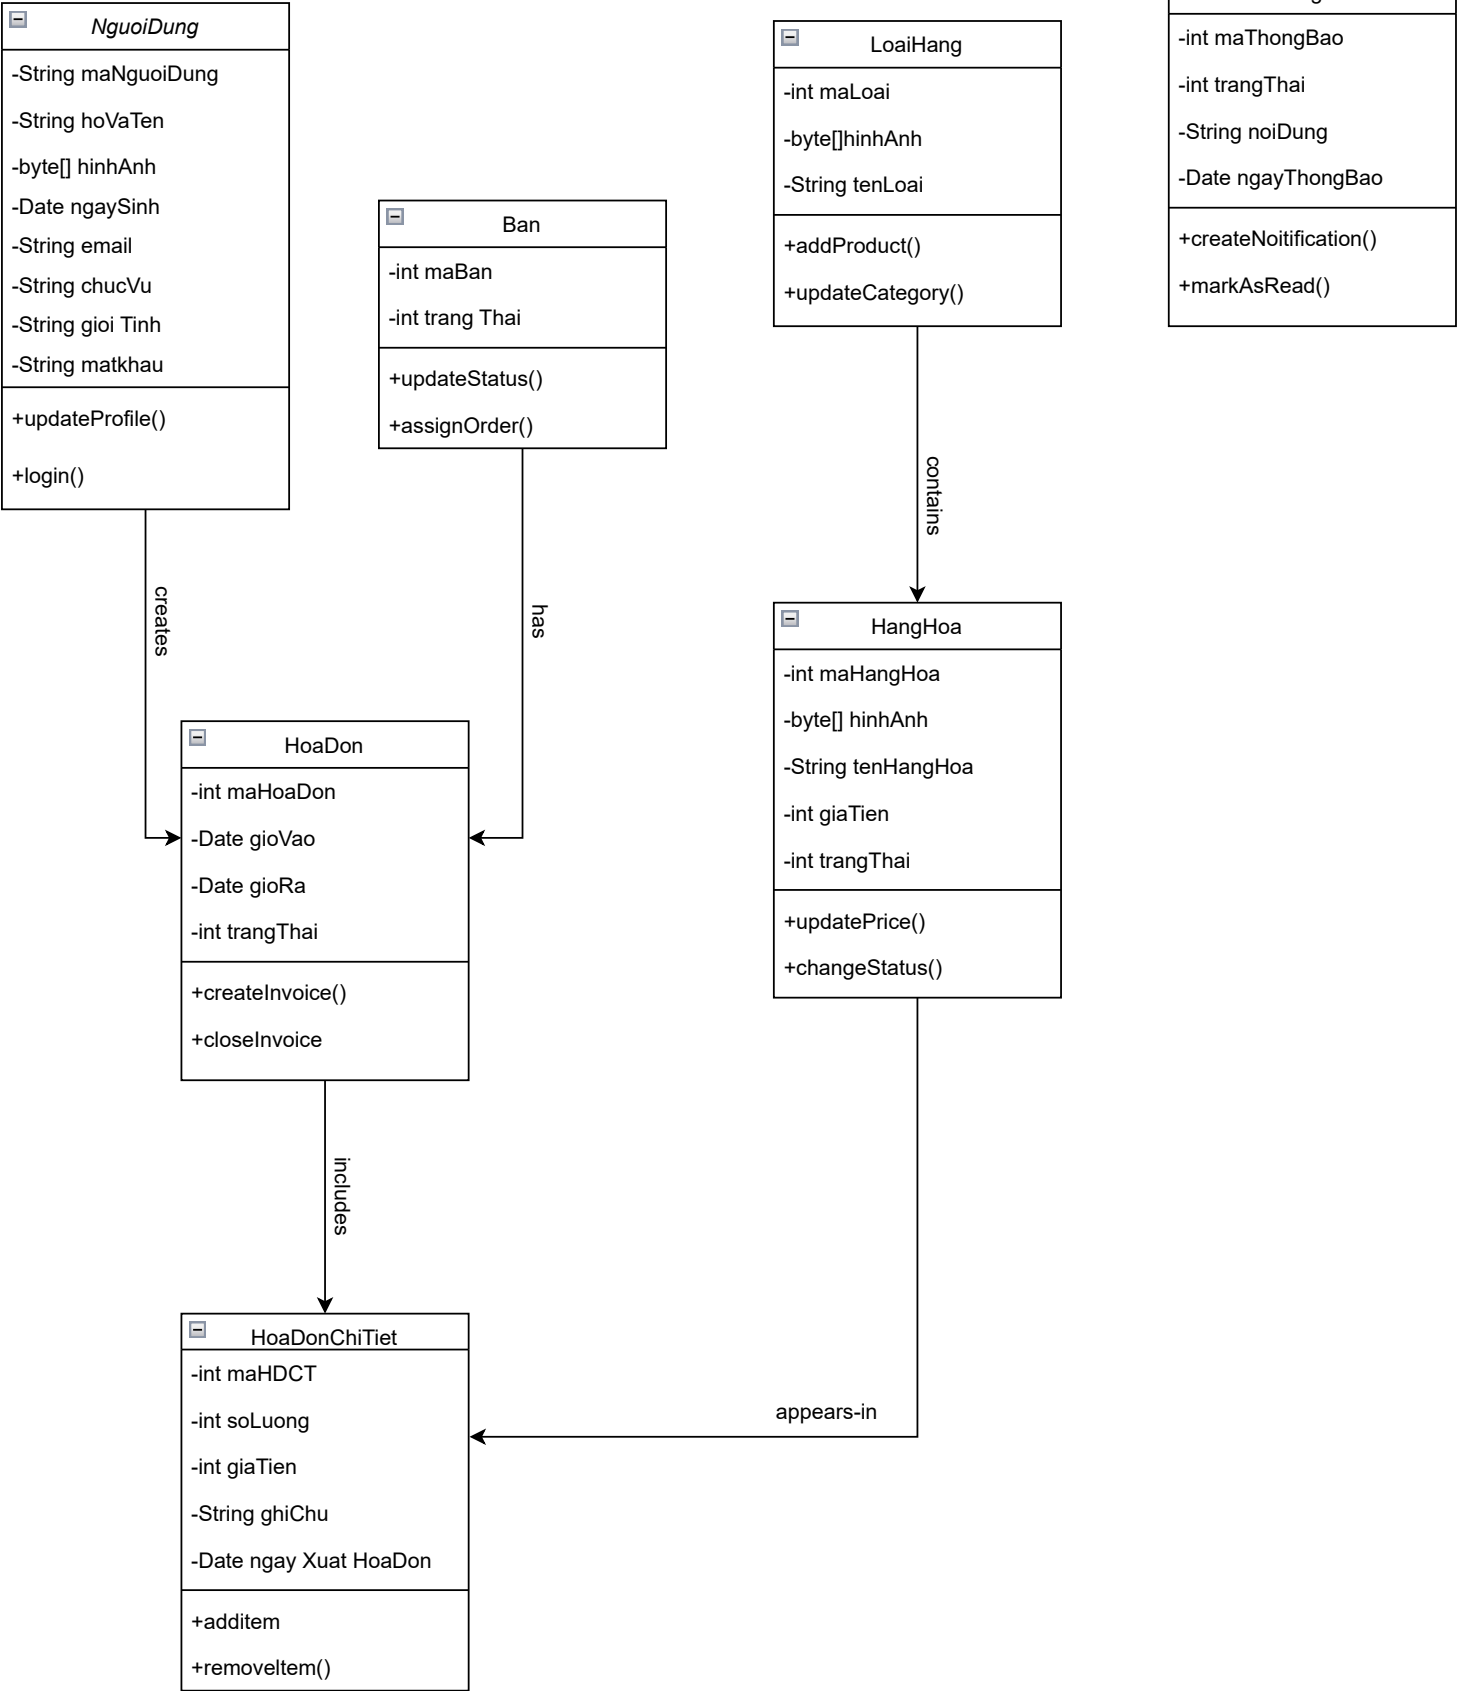 NguoiDung
-String maNguoiDung
-String hoVaTen
-byte[] hinhAnh
-Date ngaySinh
-String email
-String chucVu
-String gioi Tinh
-String matkhau
+updateProfile()
+login()
Ban
-int maBan
-int trang Thai
+updateStatus()
+assignOrder()
LoaiHang
-int maLoai
-byte[]hinhAnh
-String tenLoai
+addProduct()
+updateCategory()
-int maThongBao
-int trangThai
-String noiDung
-Date ngayThongBao
+createNoitification()
+markAsRead()
creates
has
contains
HoaDon
-int maHoaDon
-Date gioVao
-Date gioRa
-int trangThai
+createInvoice()
+closeInvoice
HangHoa
-int maHangHoa
-byte[] hinhAnh
-String tenHangHoa
-int giaTien
-int trangThai
+updatePrice()
+changeStatus()
includes
appears-in
HoaDonChiTiet
-int maHDCT
-int soLuong
-int giaTien
-String ghiChu
-Date ngay Xuat HoaDon
+additem
+removeItem()